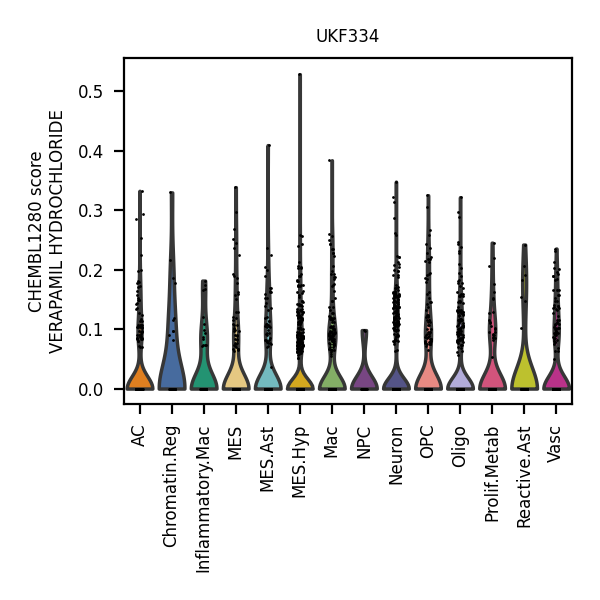 UKF334
CHEMBL1280 score
VERAPAMIL HYDROCHLORIDE
0.5
0.4
0.3
0.2
0.1
0.0
AC
Chromatin.Reg
Inflammatory.Mac
MES
MES.Ast
MES.Hyp
Mac
NPC
Neuron
OPC
Oligo
Prolif.Metab
Reactive.Ast
Vasc